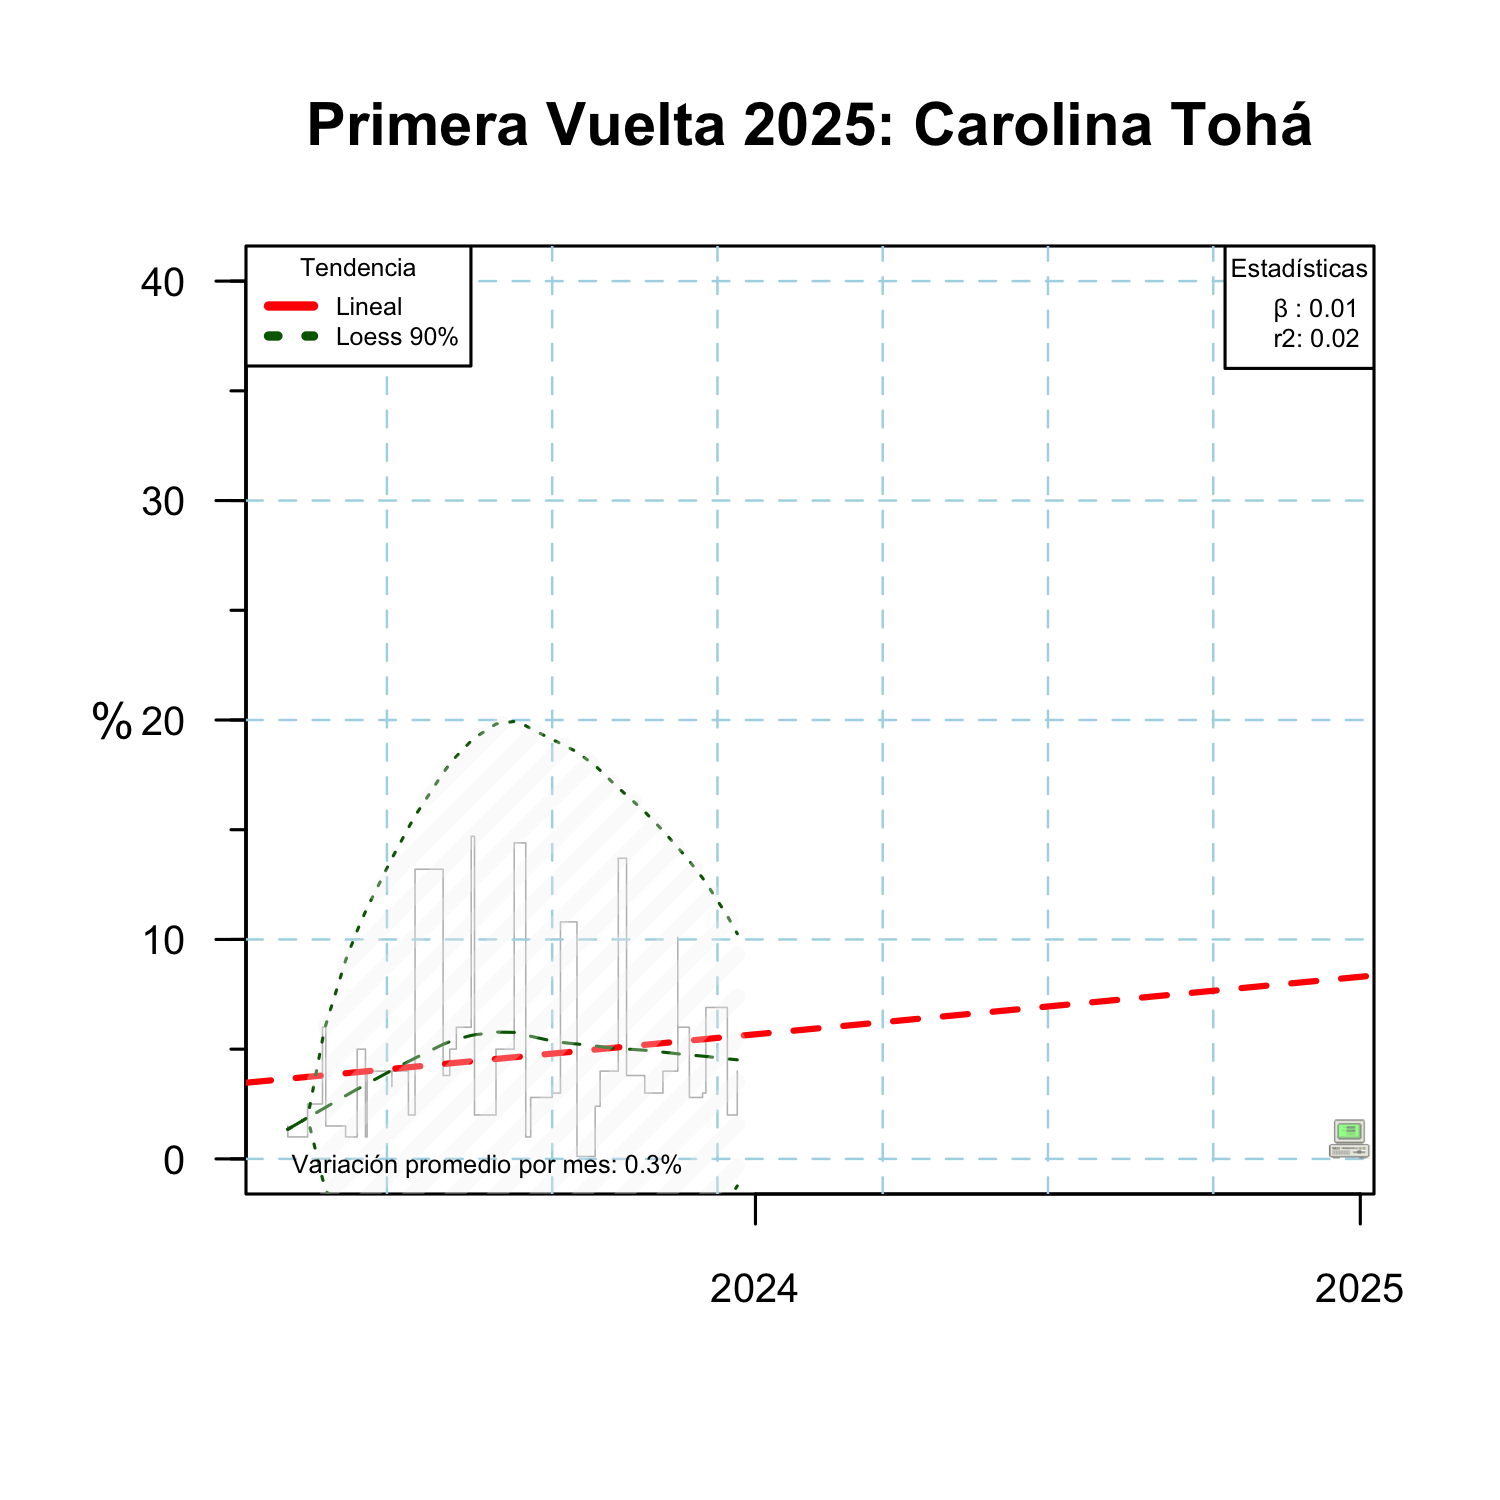 Primera Vuelta 2025: Carolina Tohá
Tendencia
Lineal
Loess 90%
Estadísticas
β : 0.01
r2: 0.02
40
30
%
20
10
0
Variación promedio por mes: 0.3%
2024
2025